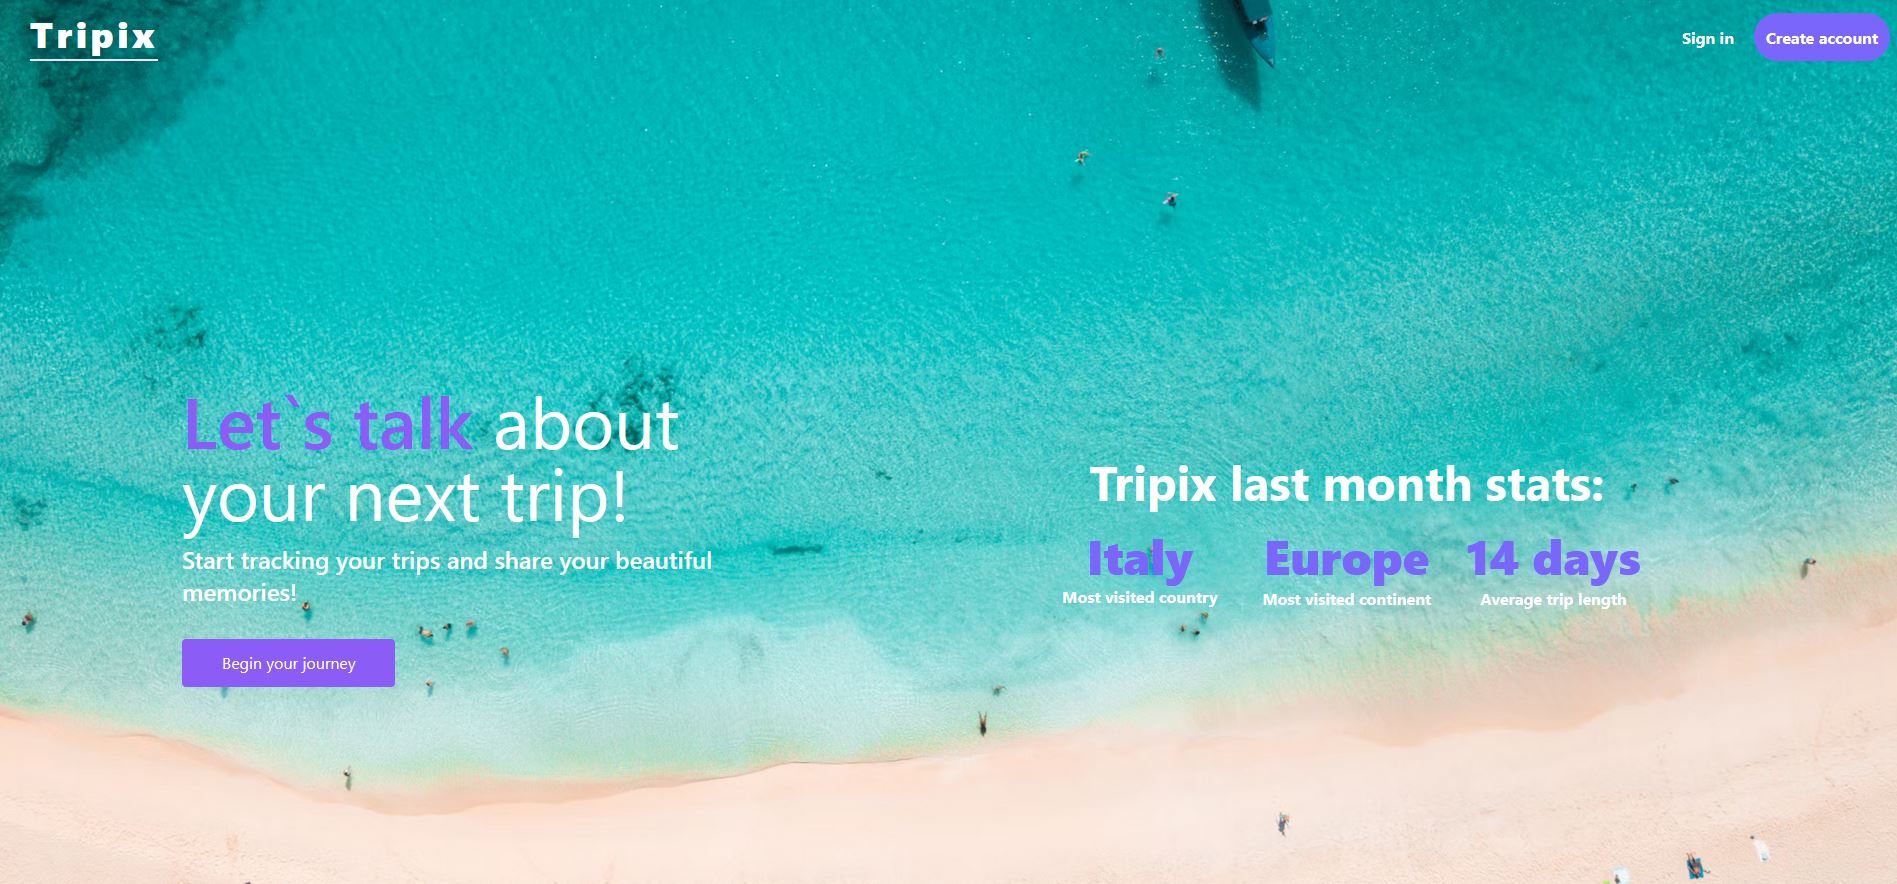 Tripix
Sign in
Create account
Let`s talk about
your next trip!
Start tracking your trips and share your beautiful
memories!
Begin your journey
Tripix last month stats:
Italy
Most visited country
Europe
Most visited continent
14 days
Average trip length